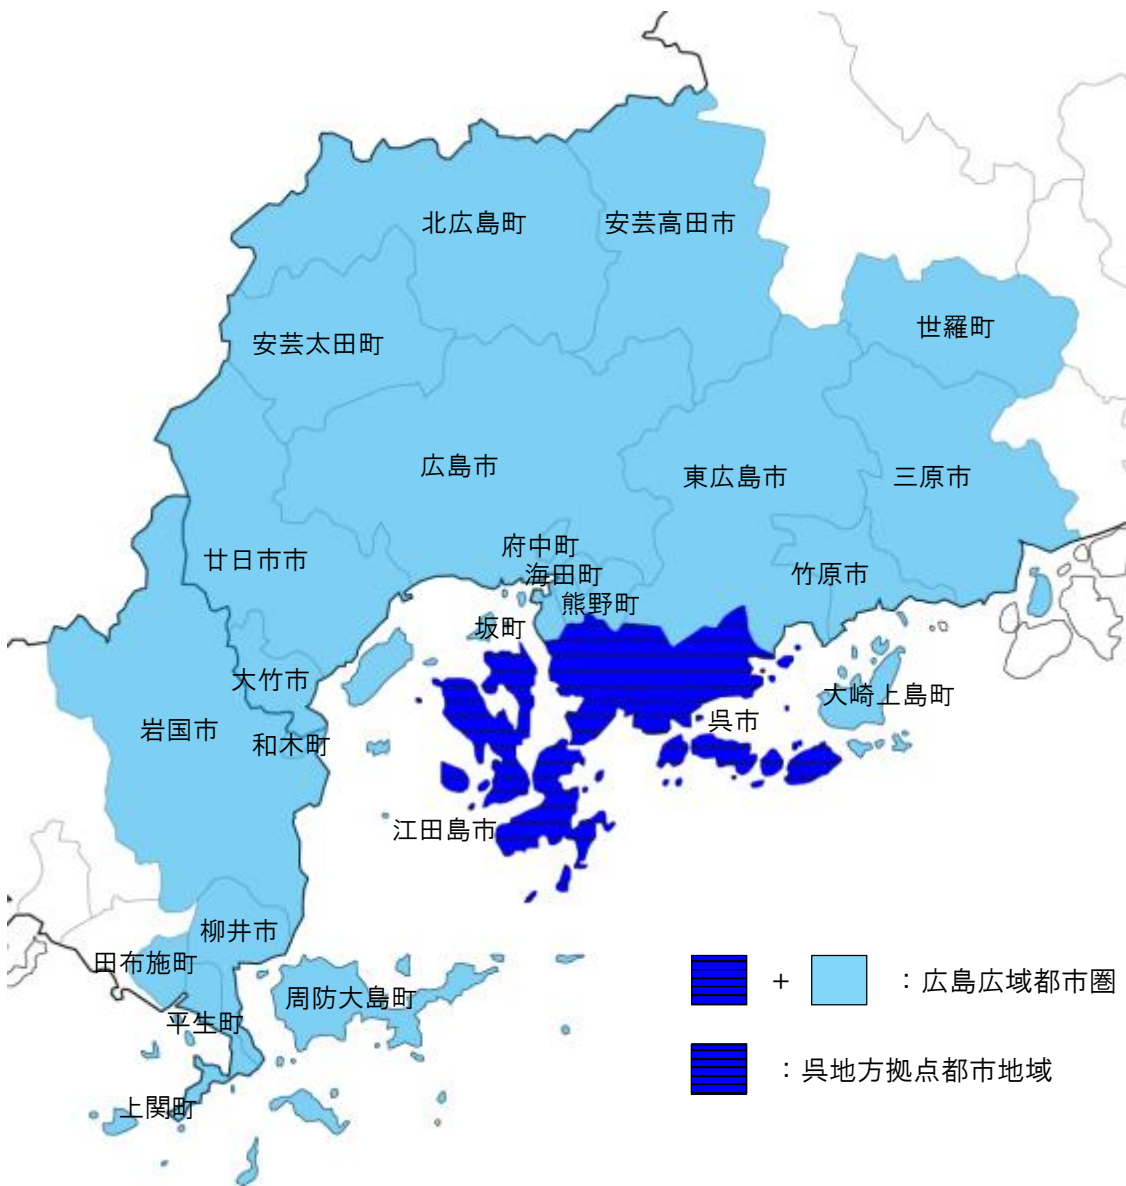 北広島町
安芸高田市
世羅町
安芸太田町
広島市
東広島市
三原市
府中町
廿日市市
海田町
竹原市
熊野町
坂町
大竹市
大崎上島町
岩国市
呉市
和木町
江田島市
柳井市
田布施町
周防大島町
+ ：広島広域都市圏
平生町
：呉地方拠点都市地域
上関町